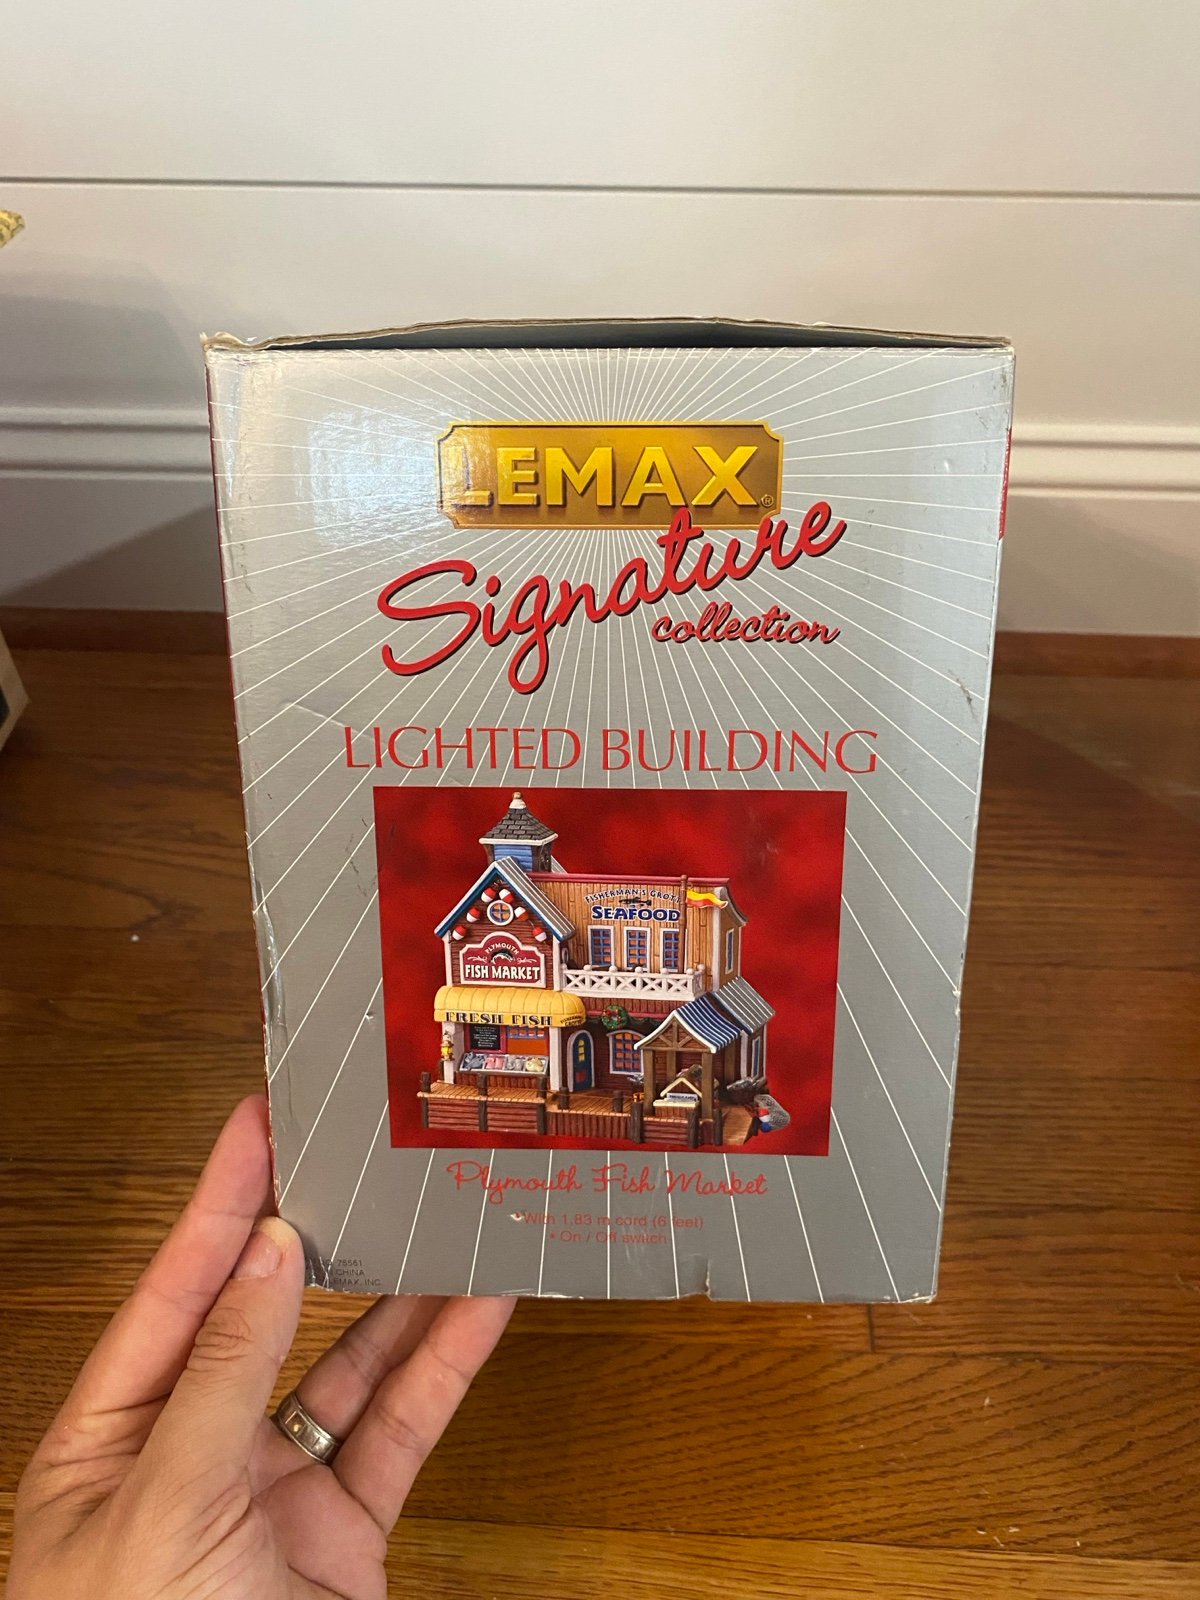 LEMAX®
Signature
collection
LIGHTED BUILDING
FISHERMAN'S
SEAFOOD
PLYMOUTH
FISH MARKET
FRESH FISH
Plymouth Fish Market
• With 1,83 m cord (6 feet)
• On / Off switch
75561
CHINA
LEMAX, INC.